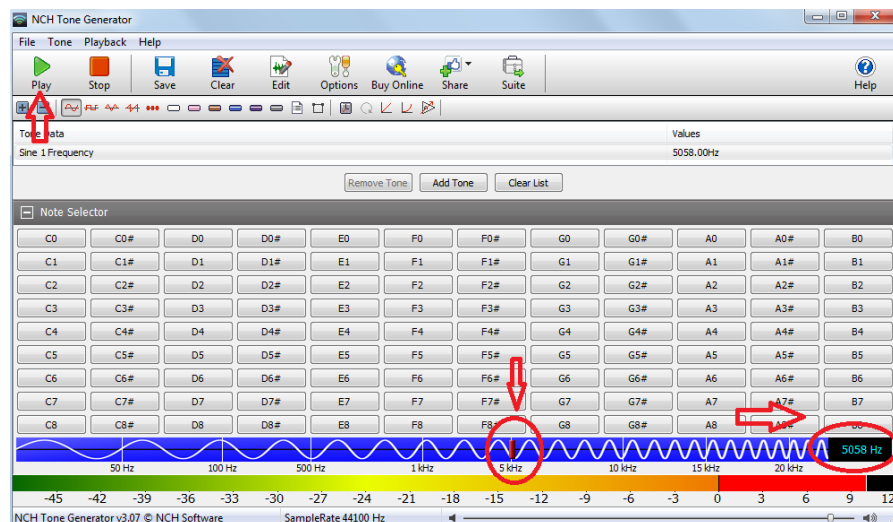 NCH Tone Generator
File Tone Playback Help
Play Stop Save Clear Edit Options Buy Online Share Suite Help
Tone Data Values
Sine 1 Frequency 5058.00Hz
Remove Tone Add Tone Clear List
Note Selector
C0 C0# D0 D0# E0 F0 F0# G0 G0# A0 A0# B0
C1 C1# D1 D1# E1 F1 F1# G1 G1# A1 A1# B1
C2 C2# D2 D2# E2 F2 F2# G2 G2# A2 A2# B2
C3 C3# D3 D3# E3 F3 F3# G3 G3# A3 A3# B3
C4 C4# D4 D4# E4 F4 F4# G4 G4# A4 A4# B4
C5 C5# D5 D5# E5 F5 F5# G5 G5# A5 A5# B5
C6 C6# D6 D6# E6 F6 F6# G6 G6# A6 A6# B6
C7 C7# D7 D7# E7 F7 F7# G7 G7# A7 A7# B7
C8 C8# D8 D8# E8 F8 F8# G8 G8# A8 A8# B8
5058 Hz
50 Hz 100 Hz 500 Hz 1 kHz 5 kHz 10 kHz 15 kHz 20 kHz
-45 -42 -39 -36 -33 -30 -27 -24 -21 -18 -15 -12 -9 -6 -3 0 3 6 9 12
NCH Tone Generator v3.07 © NCH Software SampleRate 44100 Hz